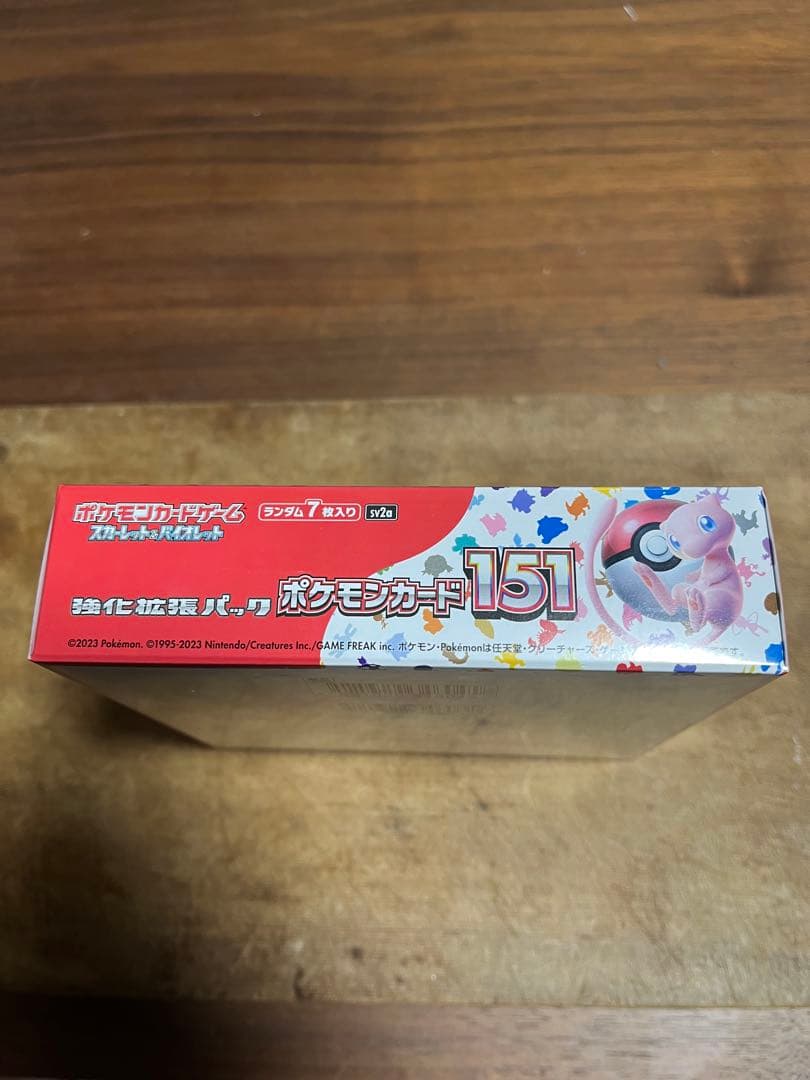 ポケモンカードゲーム
スカーレット&バイオレット
ランダム7枚入り sv2a
強化拡張パック ポケモンカード151
©2023 Pokémon. ©1995-2023 Nintendo/Creatures Inc./GAME FREAK inc. ポケモン・Pokémonは任天堂・クリーチャーズ・ゲー